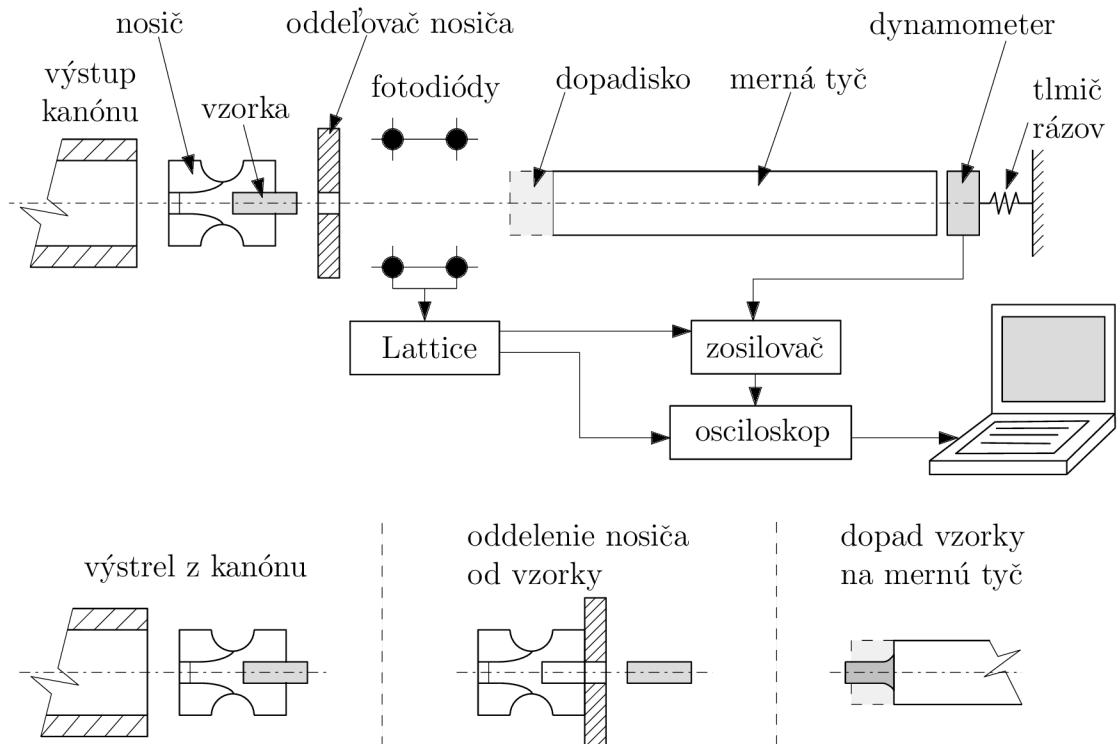 nosič
oddeľovač nosiča
dynamometer
výstup
kanónu
vzorka
fotodiódy
dopadisko
merná tyč
tlmič
rázov
Lattice
zosilovač
osciloskop
výstrel z kanónu
oddelenie nosiča
od vzorky
dopad vzorky
na mernú tyč